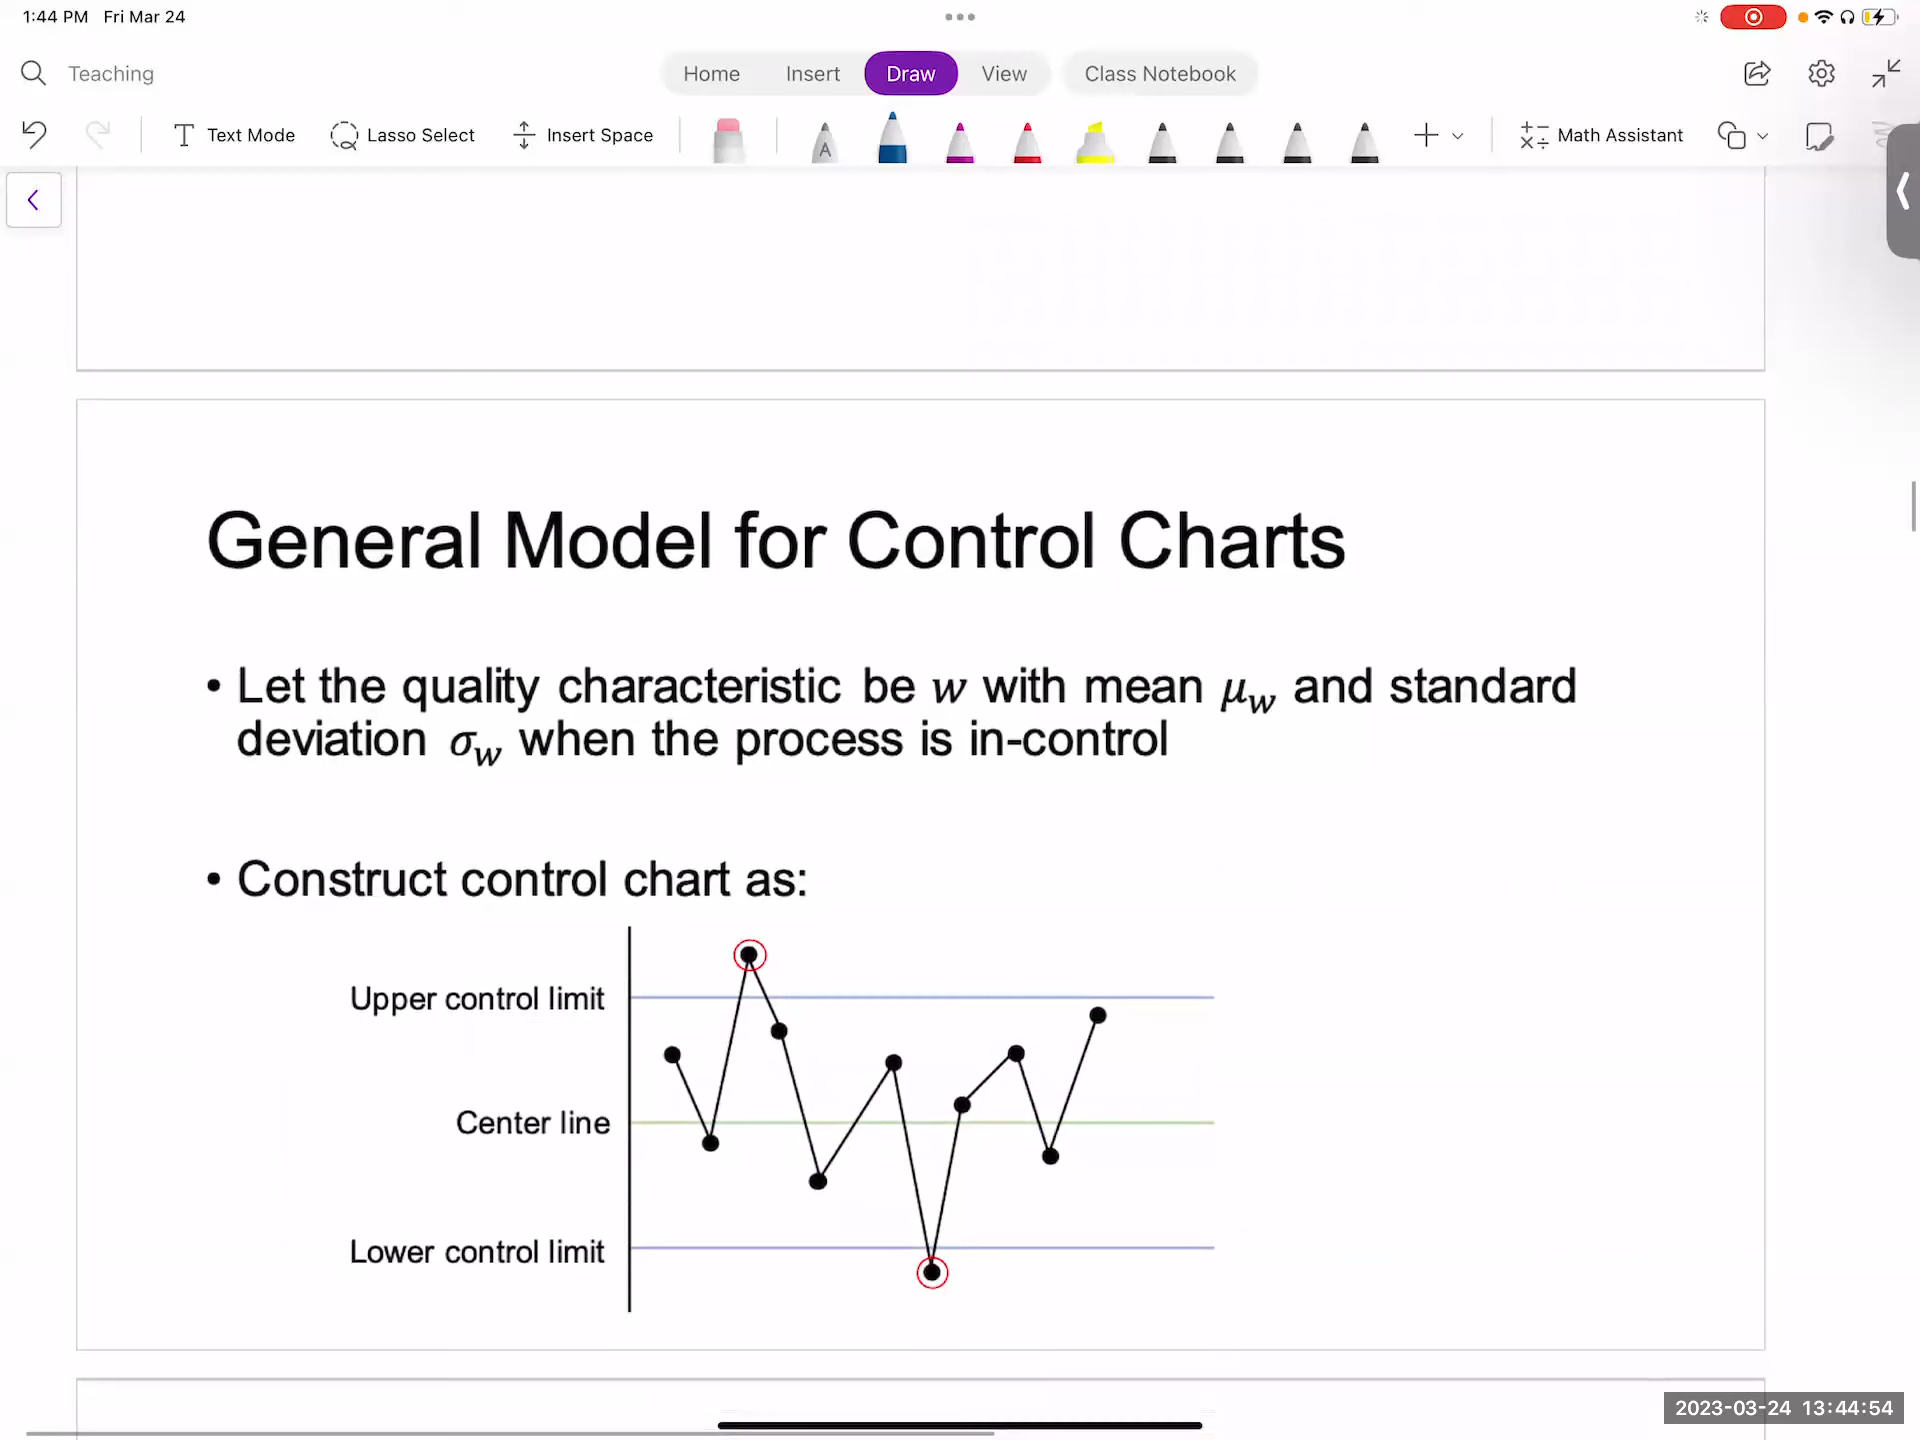 1:44 PM Fri Mar 24
Teaching
Home Insert Draw View Class Notebook
Text Mode Lasso Select Insert Space A Math Assistant
General Model for Control Charts
• Let the quality characteristic be w with mean μw and standard
deviation σw when the process is in-control
• Construct control chart as:
Upper control limit
Center line
Lower control limit
2023-03-24 13:44:54